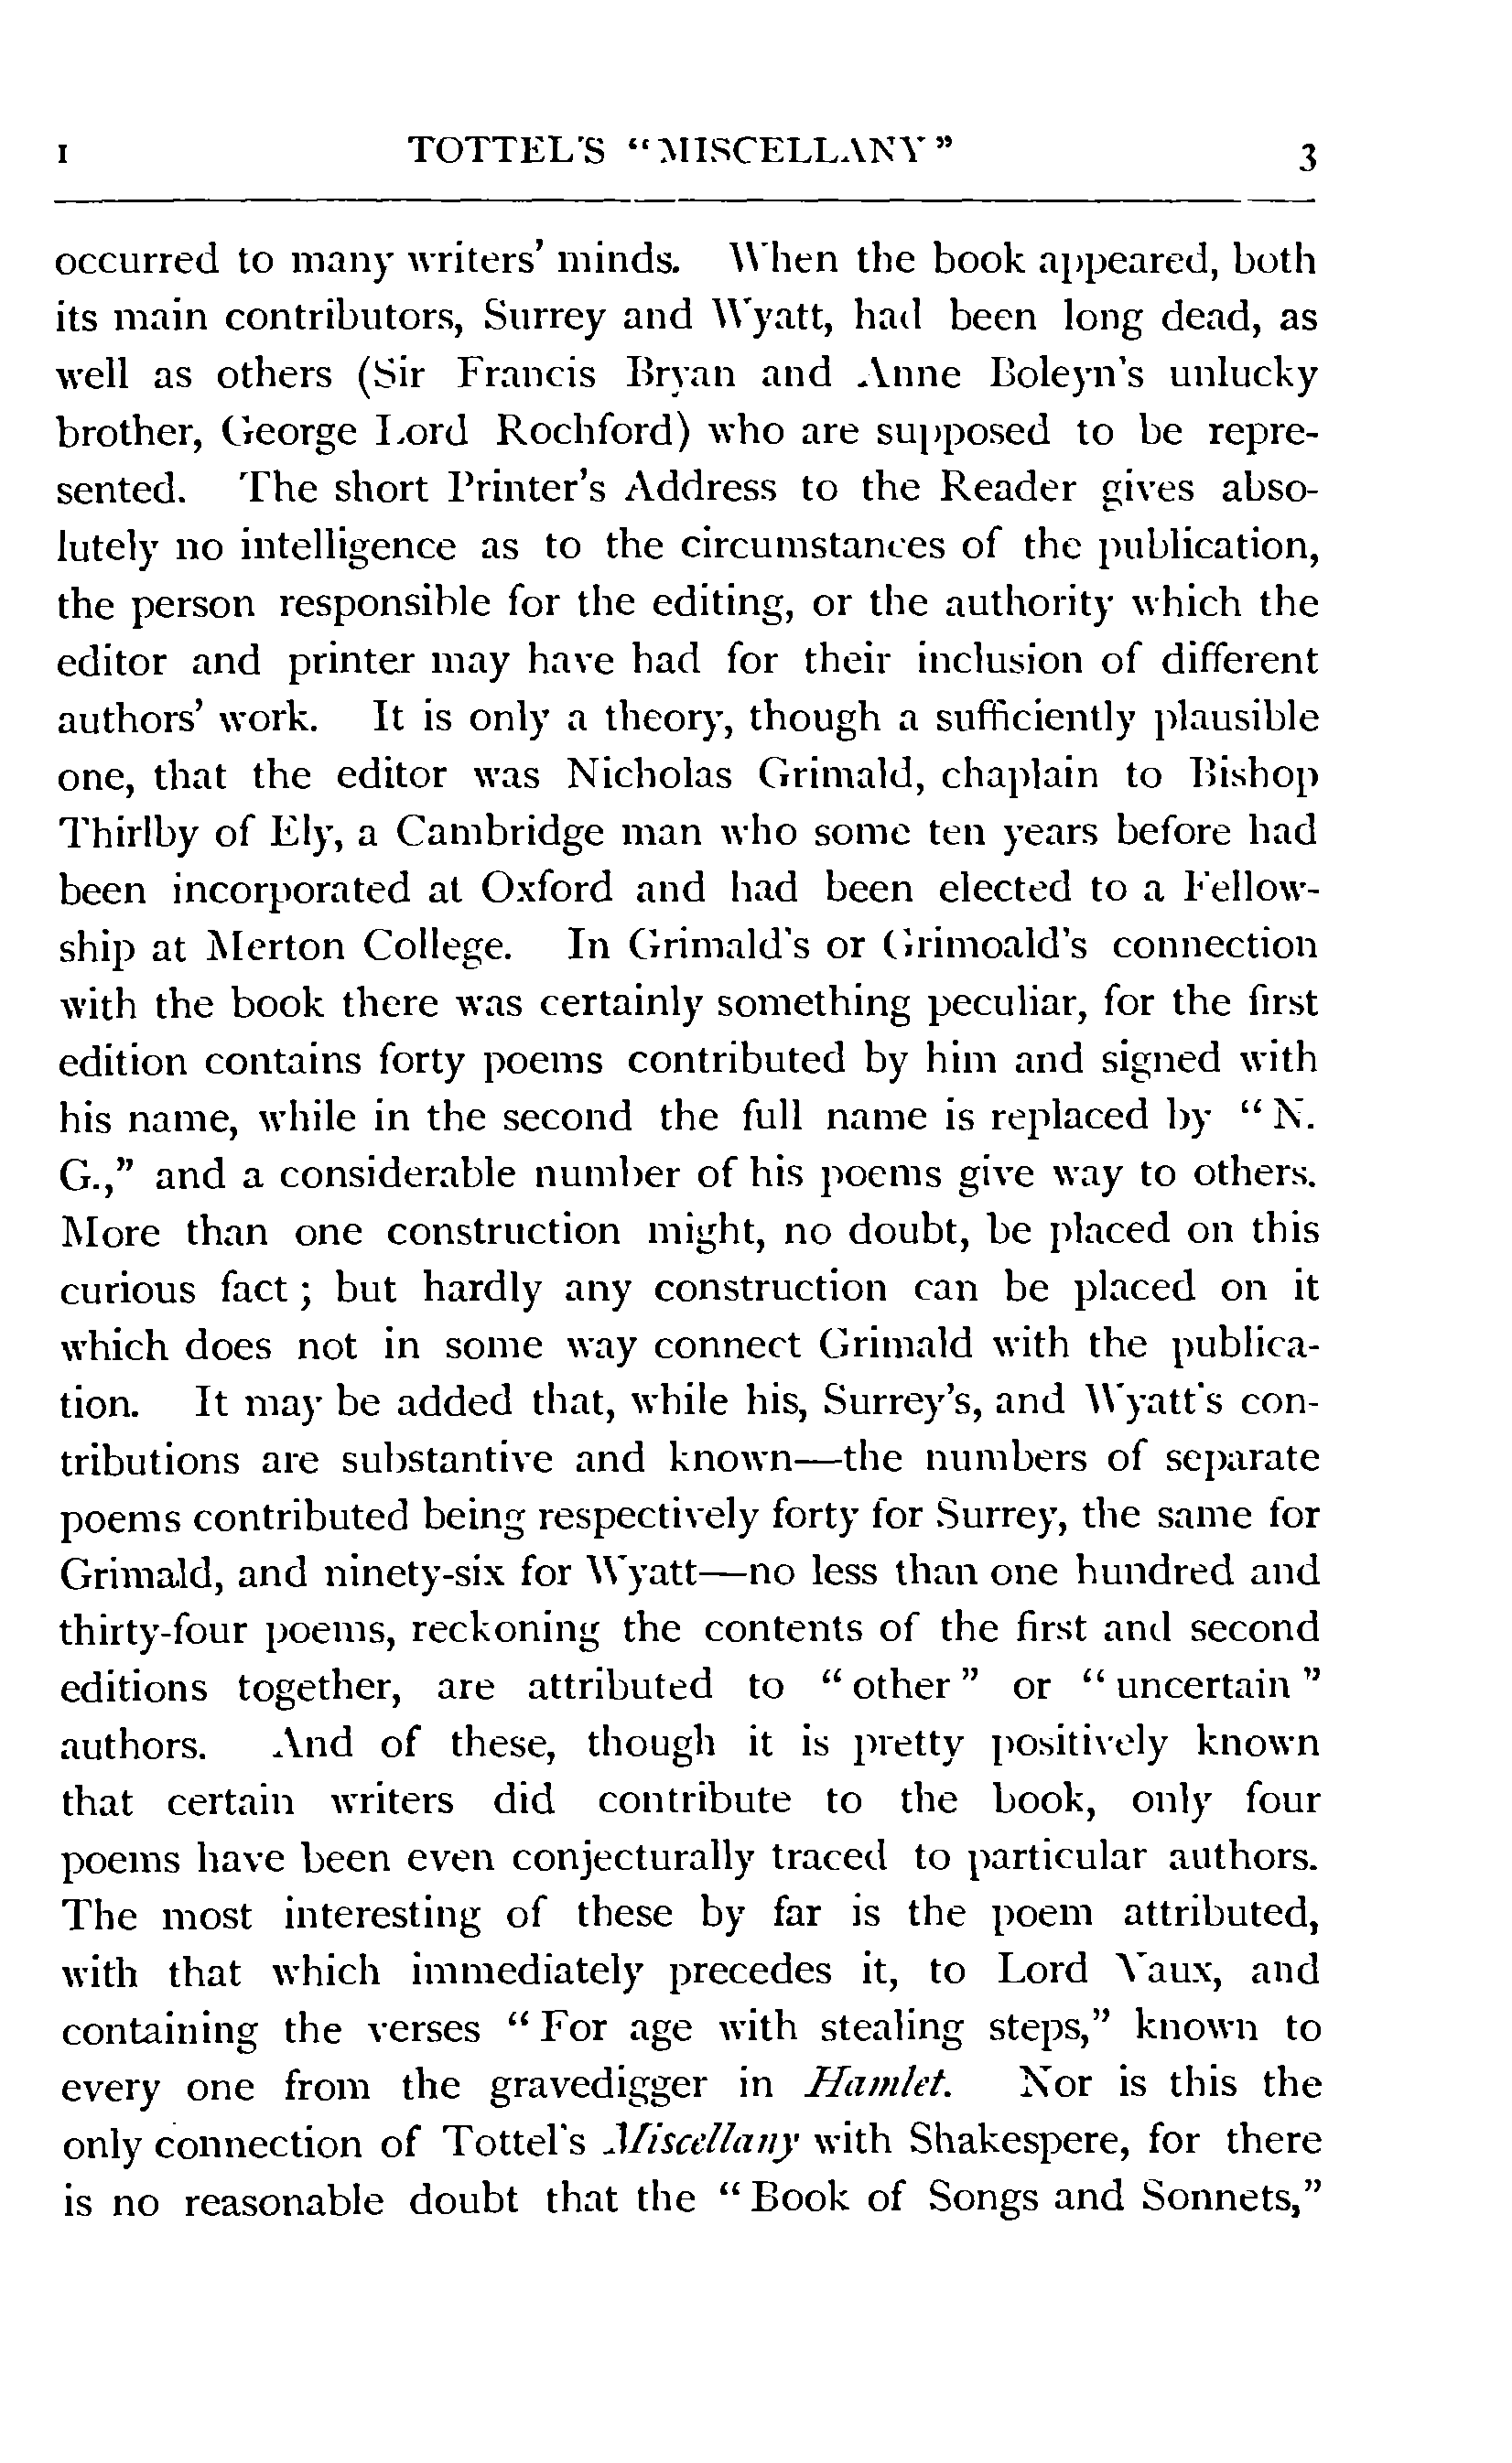 I TOTTEL'S “MISCELLANY” 3
occurred to many writers’ minds. When the book appeared, both
its main contributors, Surrey and Wyatt, had been long dead, as
well as others (Sir Francis Bryan and Anne Boleyn's unlucky
brother, George Lord Rochford) who are supposed to be repre-
sented. The short Printer's Address to the Reader gives abso-
lutely no intelligence as to the circumstances of the publication,
the person responsible for the editing, or the authority which the
editor and printer may have had for their inclusion of different
authors’ work. It is only a theory, though a sufficiently plausible
one, that the editor was Nicholas Grimald, chaplain to Bishop
Thirlby of Ely, a Cambridge man who some ten years before had
been incorporated at Oxford and had been elected to a Fellow-
ship at Merton College. In Grimald's or Grimoald's connection
with the book there was certainly something peculiar, for the first
edition contains forty poems contributed by him and signed with
his name, while in the second the full name is replaced by “N.
G.,” and a considerable number of his poems give way to others.
More than one construction might, no doubt, be placed on this
curious fact; but hardly any construction can be placed on it
which does not in some way connect Grimald with the publica-
tion. It may be added that, while his, Surrey's, and Wyatt's con-
tributions are substantive and known—the numbers of separate
poems contributed being respectively forty for Surrey, the same for
Grimald, and ninety-six for Wyatt—no less than one hundred and
thirty-four poems, reckoning the contents of the first and second
editions together, are attributed to “other” or “uncertain”
authors. And of these, though it is pretty positively known
that certain writers did contribute to the book, only four
poems have been even conjecturally traced to particular authors.
The most interesting of these by far is the poem attributed,
with that which immediately precedes it, to Lord Vaux, and
containing the verses “For age with stealing steps,” known to
every one from the gravedigger in Hamlet. Nor is this the
only connection of Tottel's Miscellany with Shakespere, for there
is no reasonable doubt that the “Book of Songs and Sonnets,”